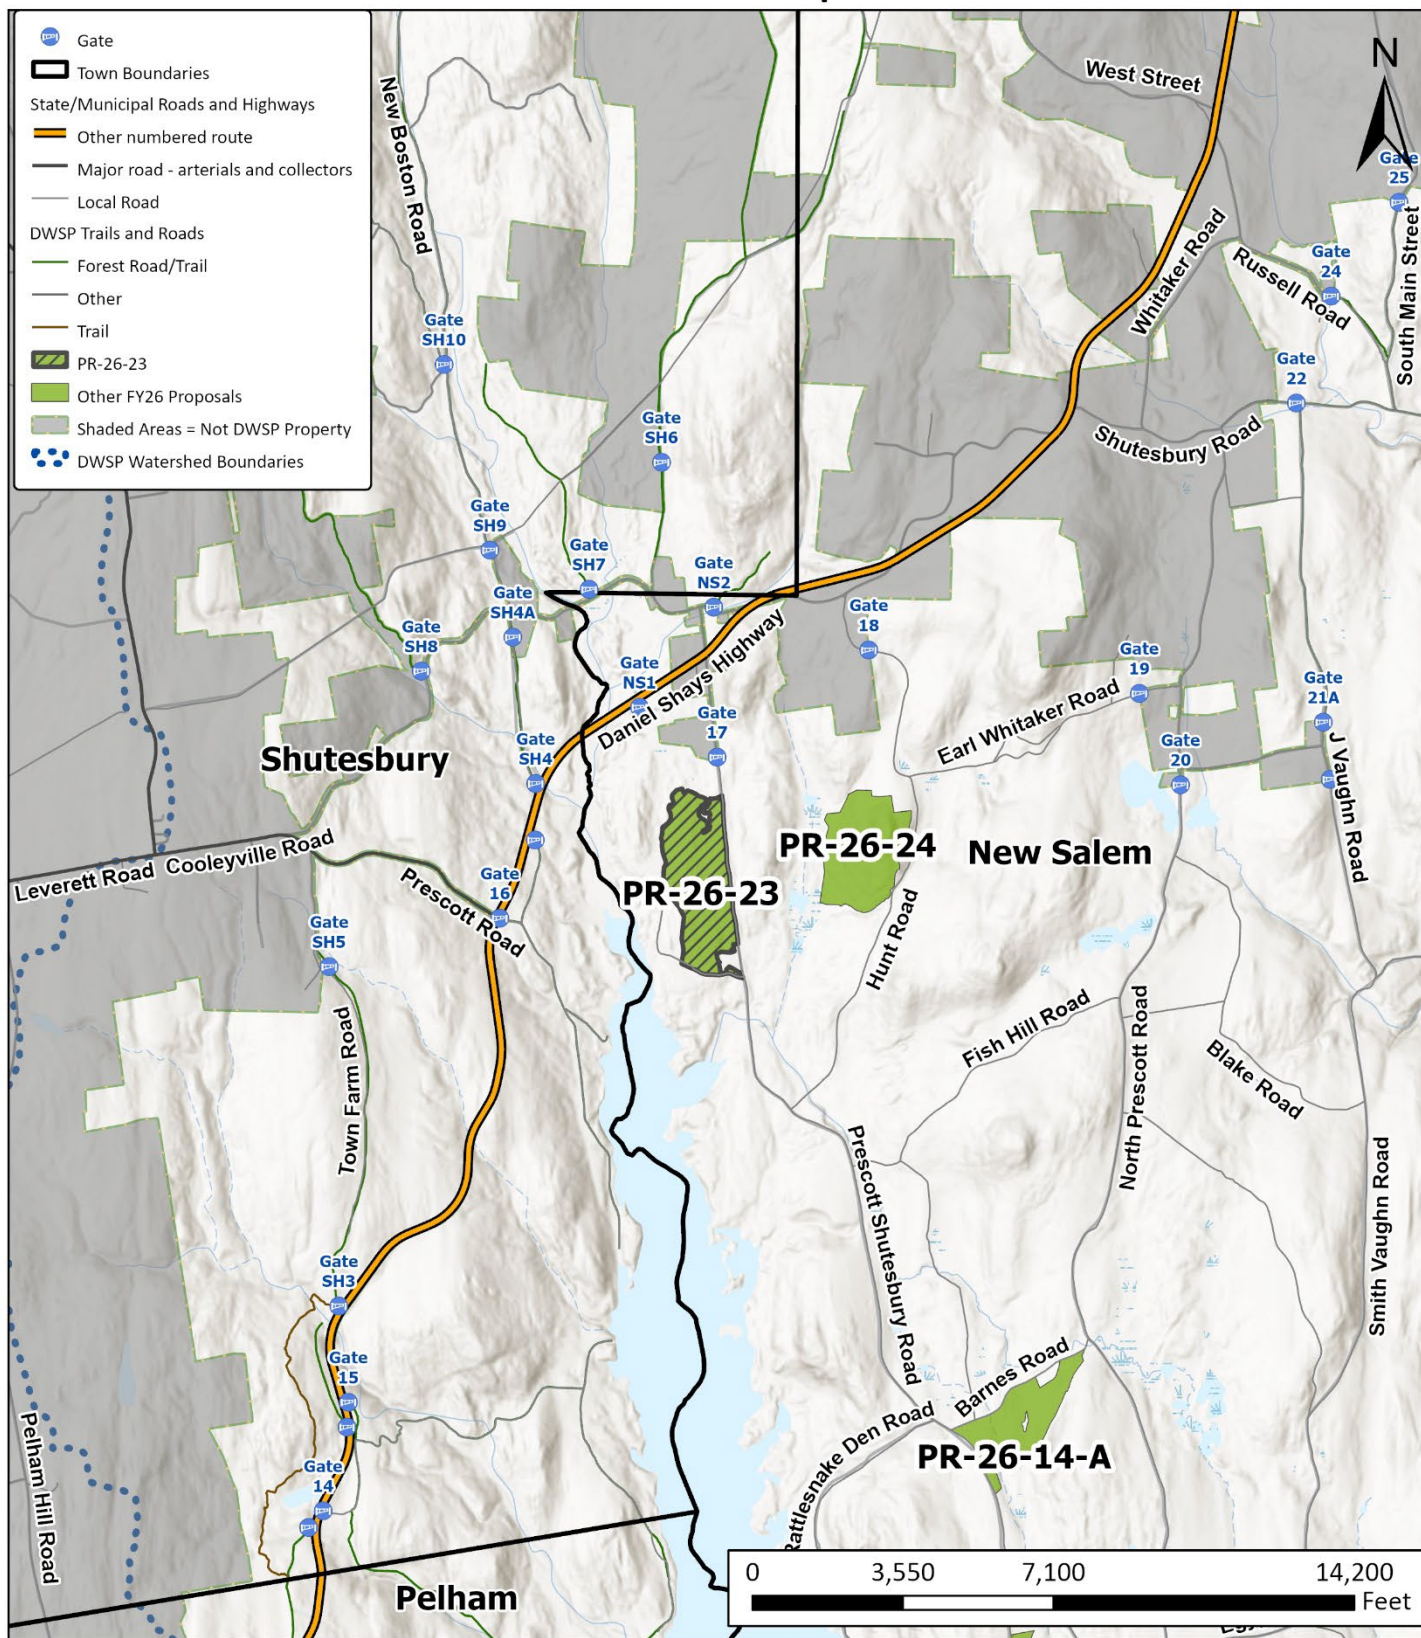 Gate
Town Boundaries
State/Municipal Roads and Highways
Other numbered route
Major road - arterials and collectors
Local Road
DWSP Trails and Roads
Forest Road/Trail
Other
Trail
PR-26-23
Other FY26 Proposals
Shaded Areas = Not DWSP Property
DWSP Watershed Boundaries
N
West Street
New Boston Road
Gate
25
South Main Street
Whitaker Road
Russell Road
Gate
24
Gate
SH10
Gate
22
Gate
SH6
Shutesbury Road
Gate
SH9
Gate
SH7
Gate
NS2
Gate
SH4A
Gate
18
Gate
SH8
Gate
19
Gate
NS1
Daniel Shays Highway
Gate
21A
Gate
17
Earl Whitaker Road
Gate
20
J Vaughn Road
Shutesbury
Gate
SH4
PR-26-24
New Salem
Leverett Road
Cooleyville Road
Prescott Road
Gate
16
PR-26-23
Gate
SH5
Hunt Road
Town Farm Road
Fish Hill Road
North Prescott Road
Blake Road
Prescott Shutesbury Road
Smith Vaughn Road
Gate
SH3
Gate
15
Barnes Road
Rattlesnake Den Road
PR-26-14-A
Pelham Hill Road
Gate
14
Pelham
0
3,550
7,100
14,200
Feet